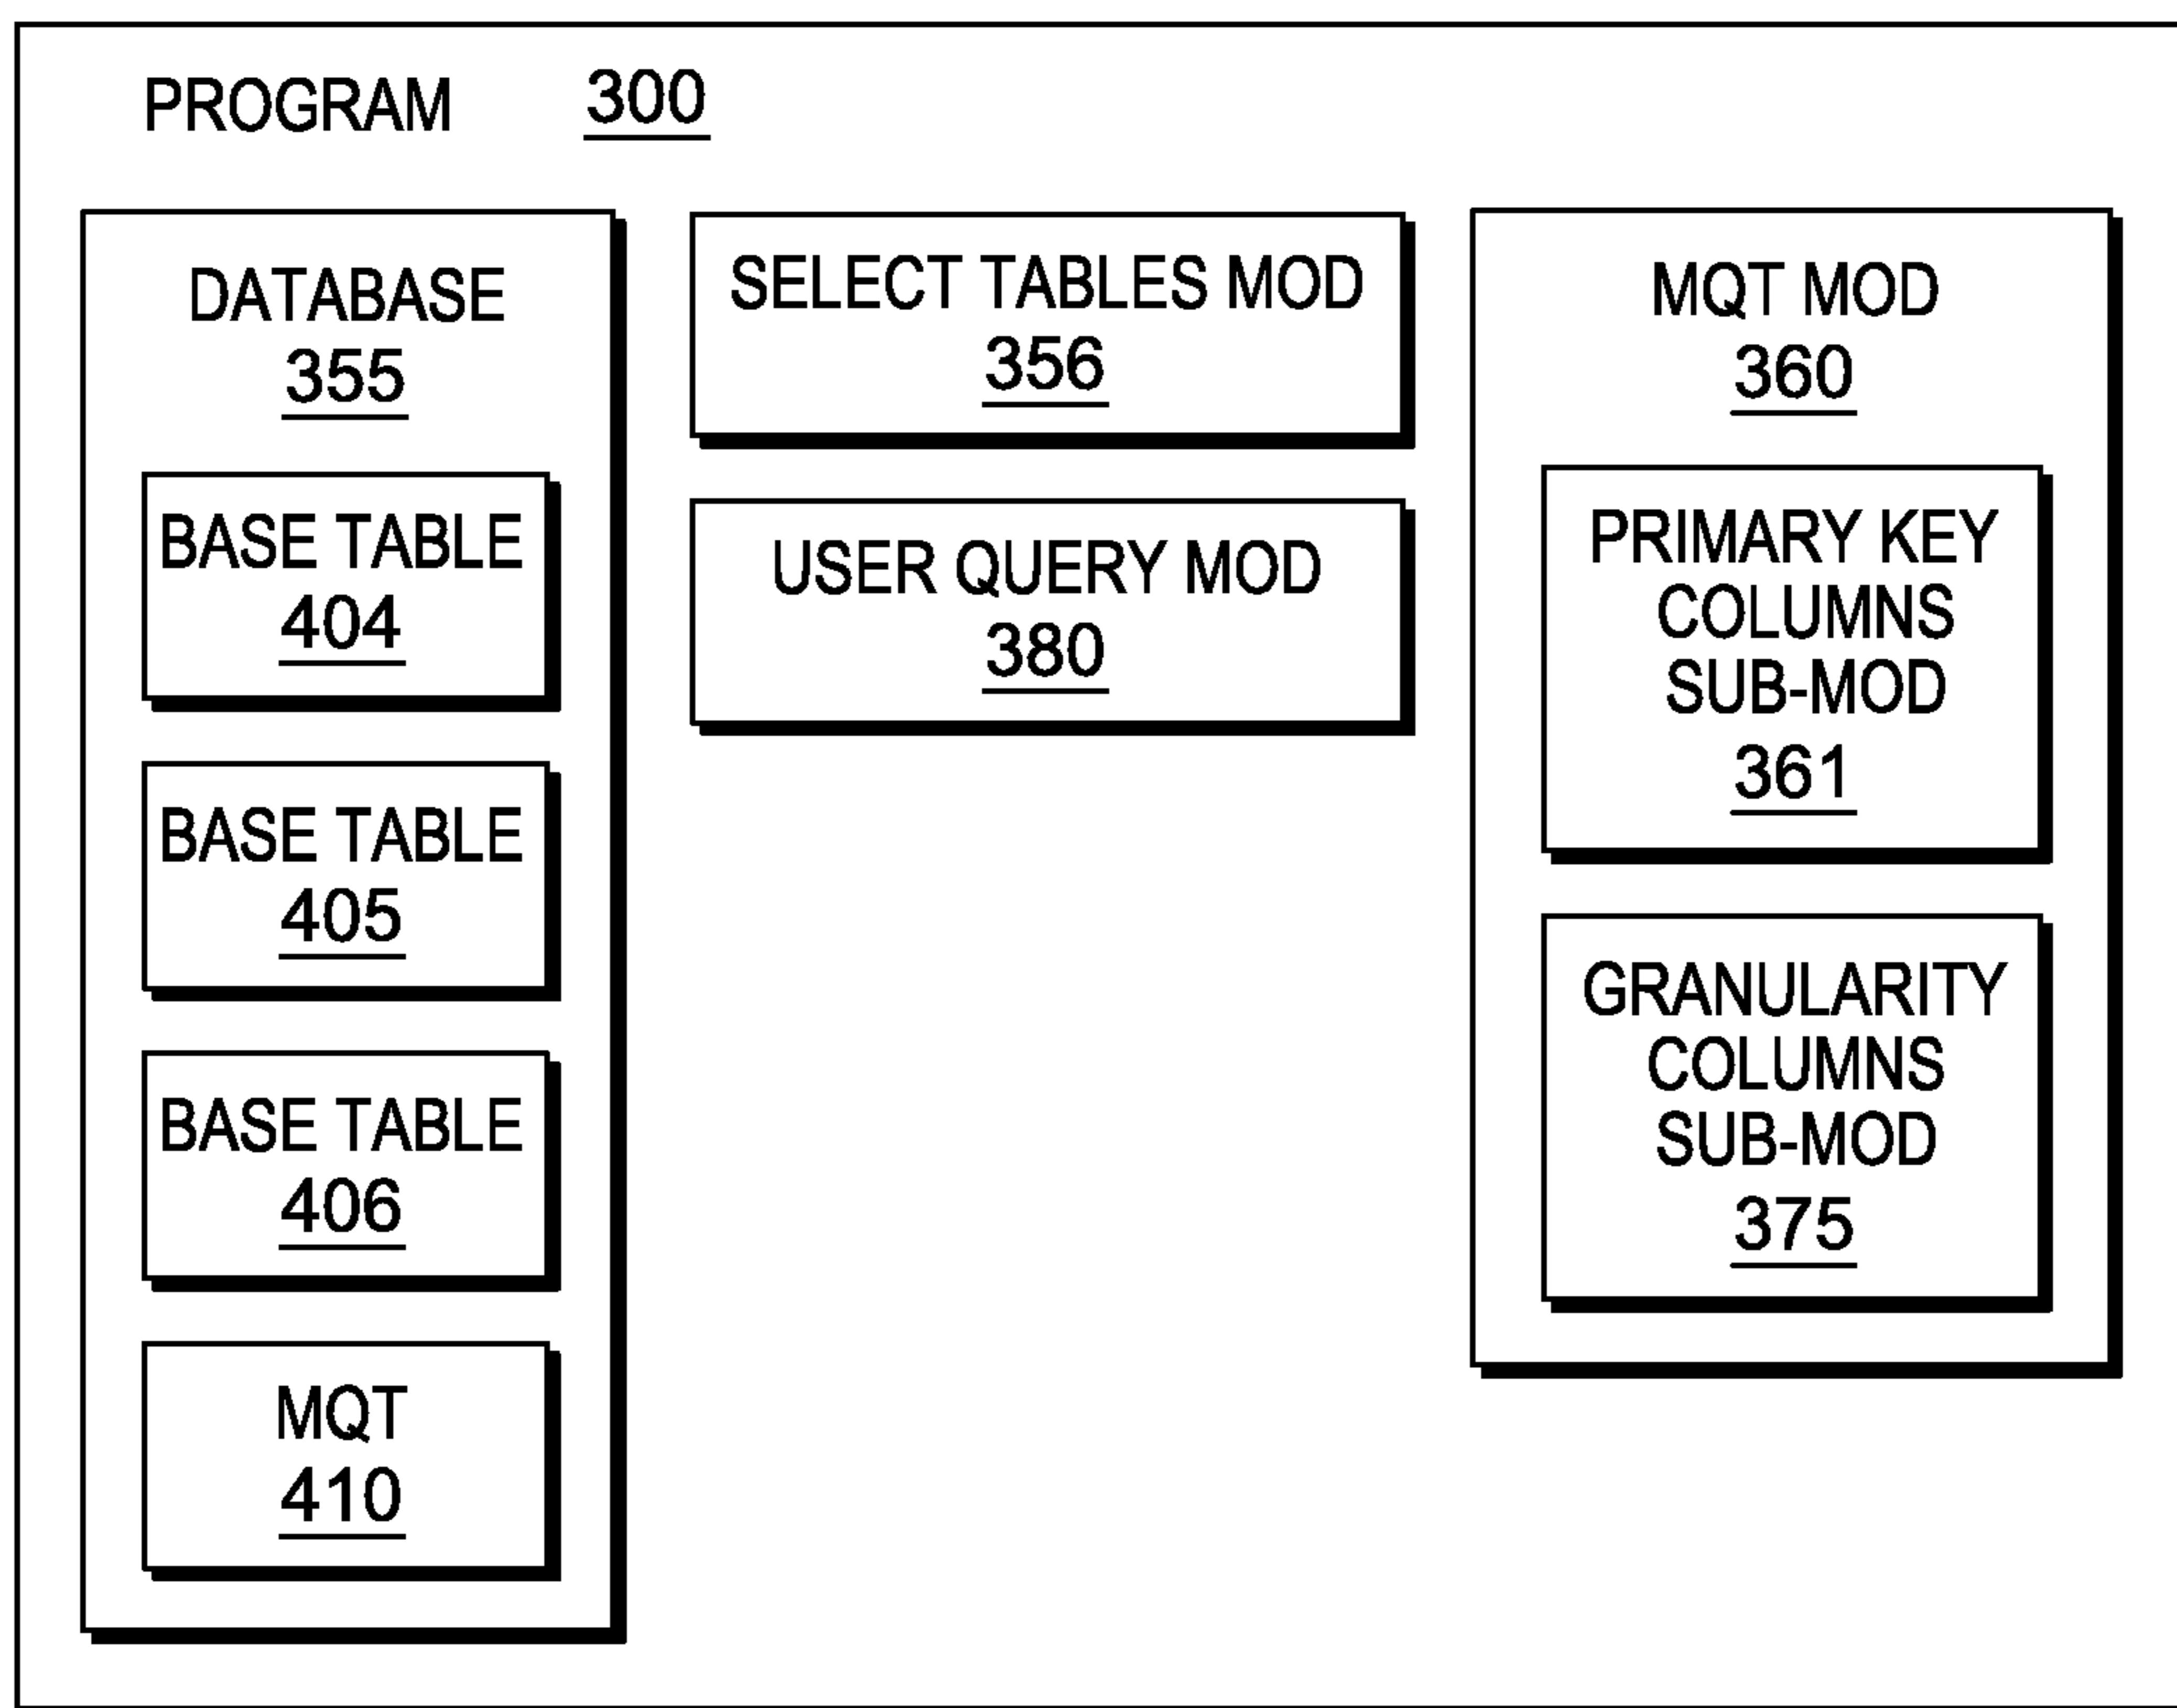 PROGRAM 300
DATABASE
355
BASE TABLE
404
BASE TABLE
405
BASE TABLE
406
MQT
410
SELECT TABLES MOD
356
USER QUERY MOD
380
MQT MOD
360
PRIMARY KEY
COLUMNS
SUB-MOD
361
GRANULARITY
COLUMNS
SUB-MOD
375